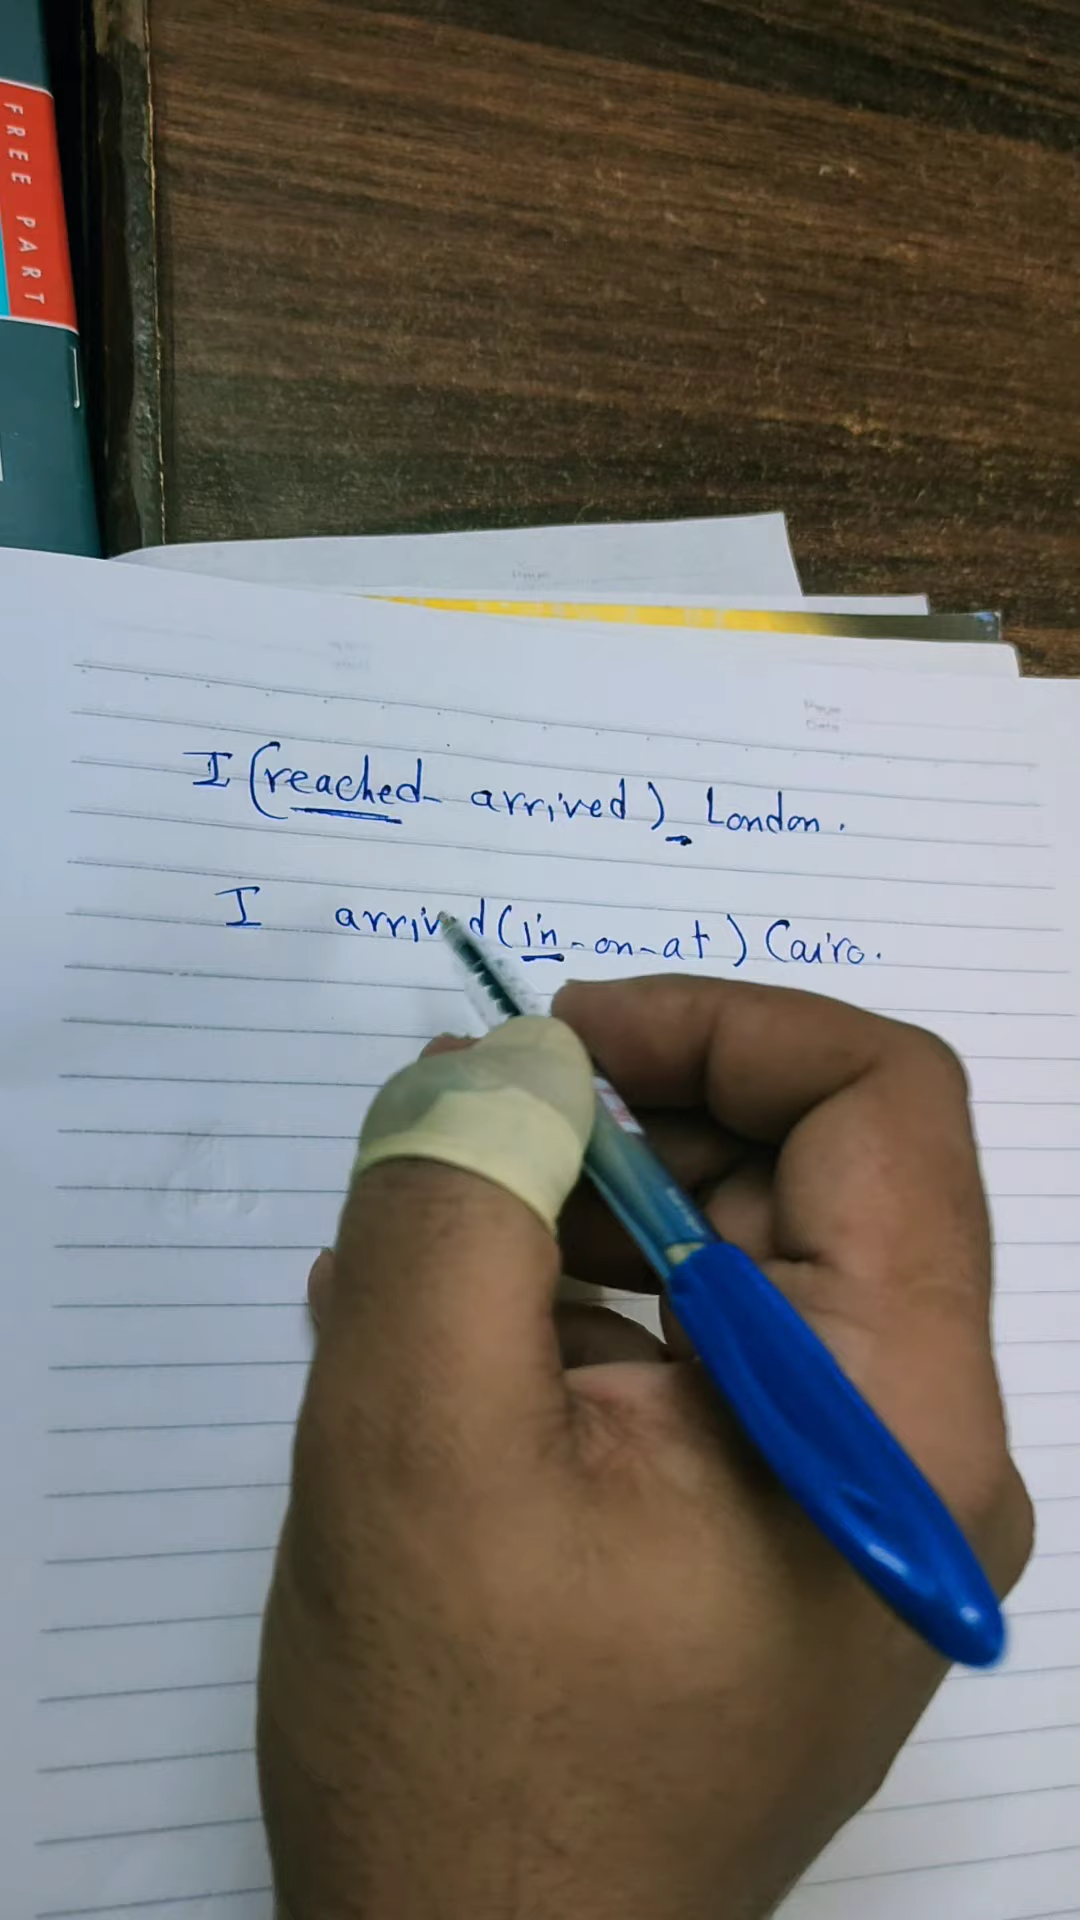 FREE PART
I (reached - arrived) London.
I arrived (in - on - at) Cairo.